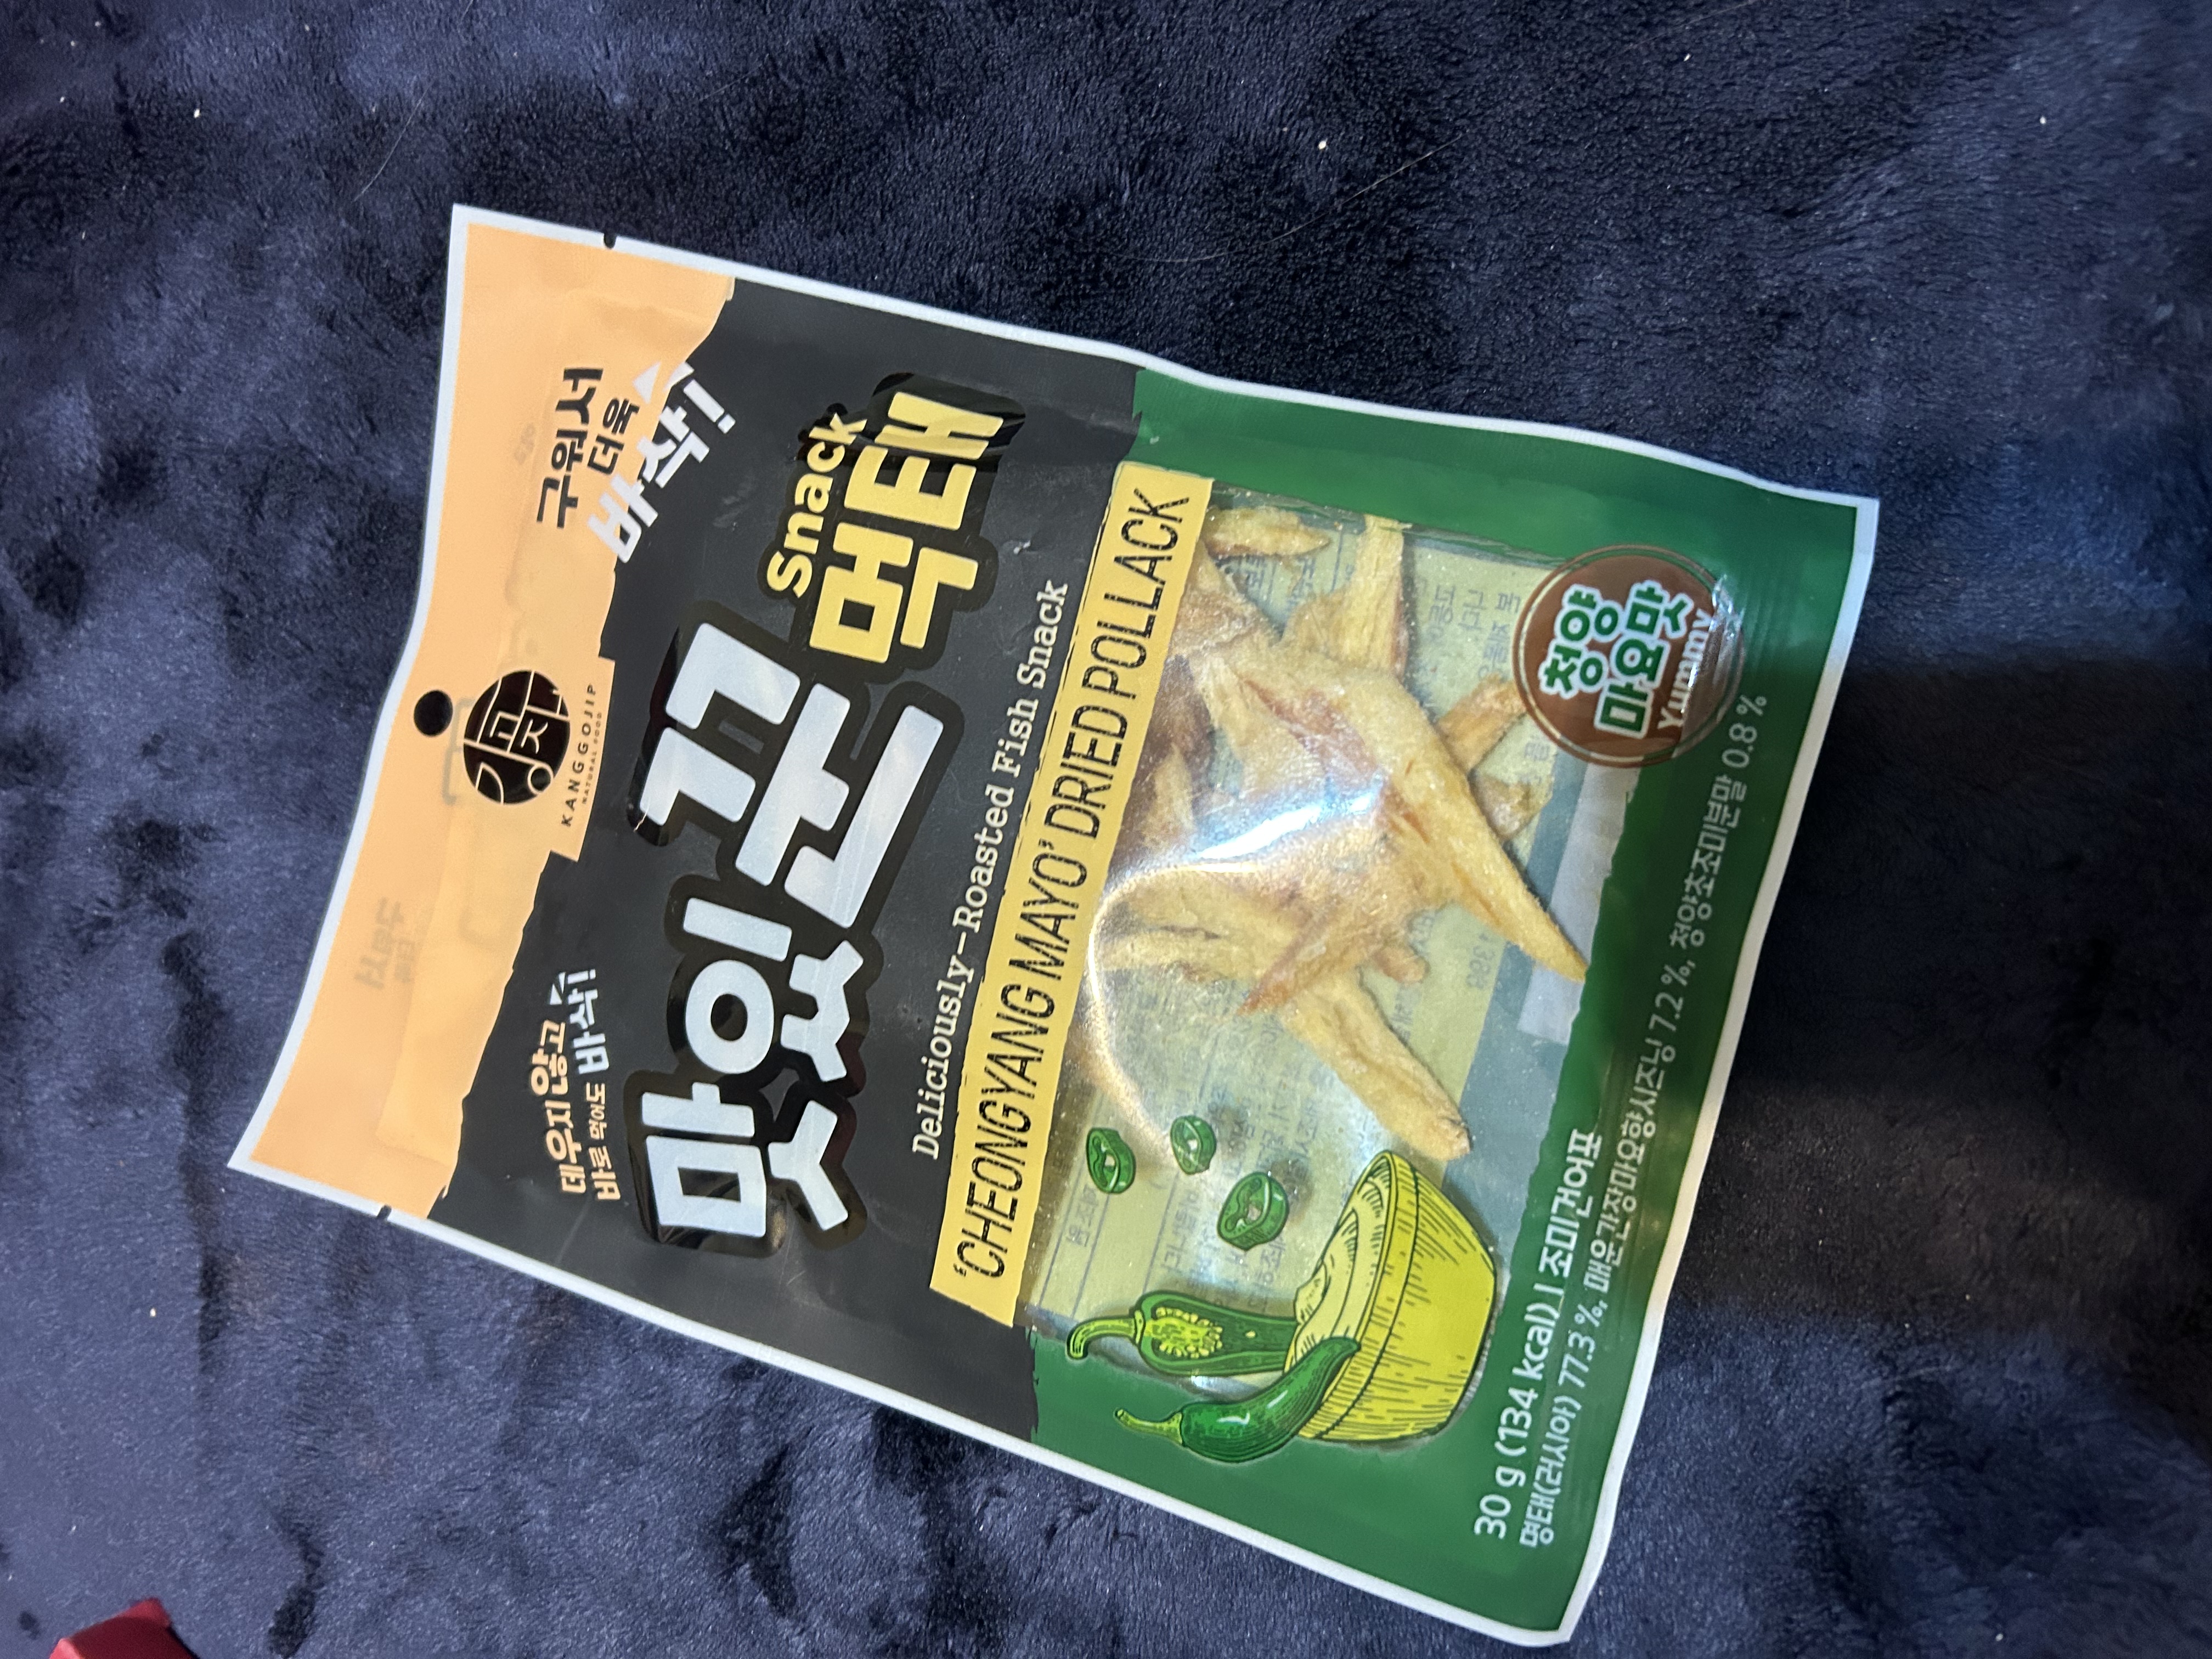 KANGGOJIP
NATURAL FOOD
구워서
더욱
바삭!
데우지 않고
바로 먹어도 바삭!
맛있꾼
Snack
먹태
Deliciously-Roasted Fish Snack
'CHEONGYANG MAYO' DRIED POLLACK
청양
마요맛
Yummy
30 g (134 kcal) | 조미건어포
명태(러시아) 77.3 %, 매운간장마요향시즈닝 7.2 %, 청양초조미분말 0.8 %